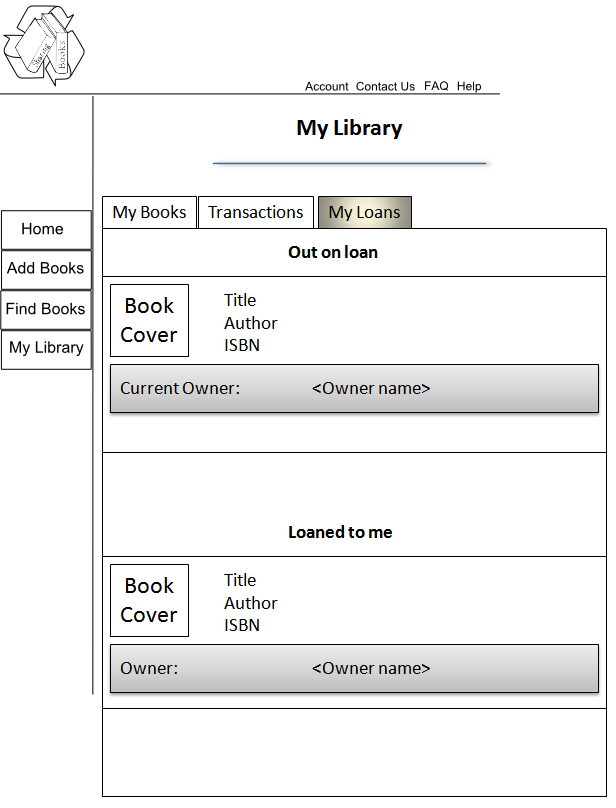 Sharing
Books
Account Contact Us FAQ Help
My Library
My Books Transactions My Loans
Home
Add Books
Find Books
My Library
Out on loan
Book
Cover
Title
Author
ISBN
Current Owner: <Owner name>
Loaned to me
Book
Cover
Title
Author
ISBN
Owner: <Owner name>